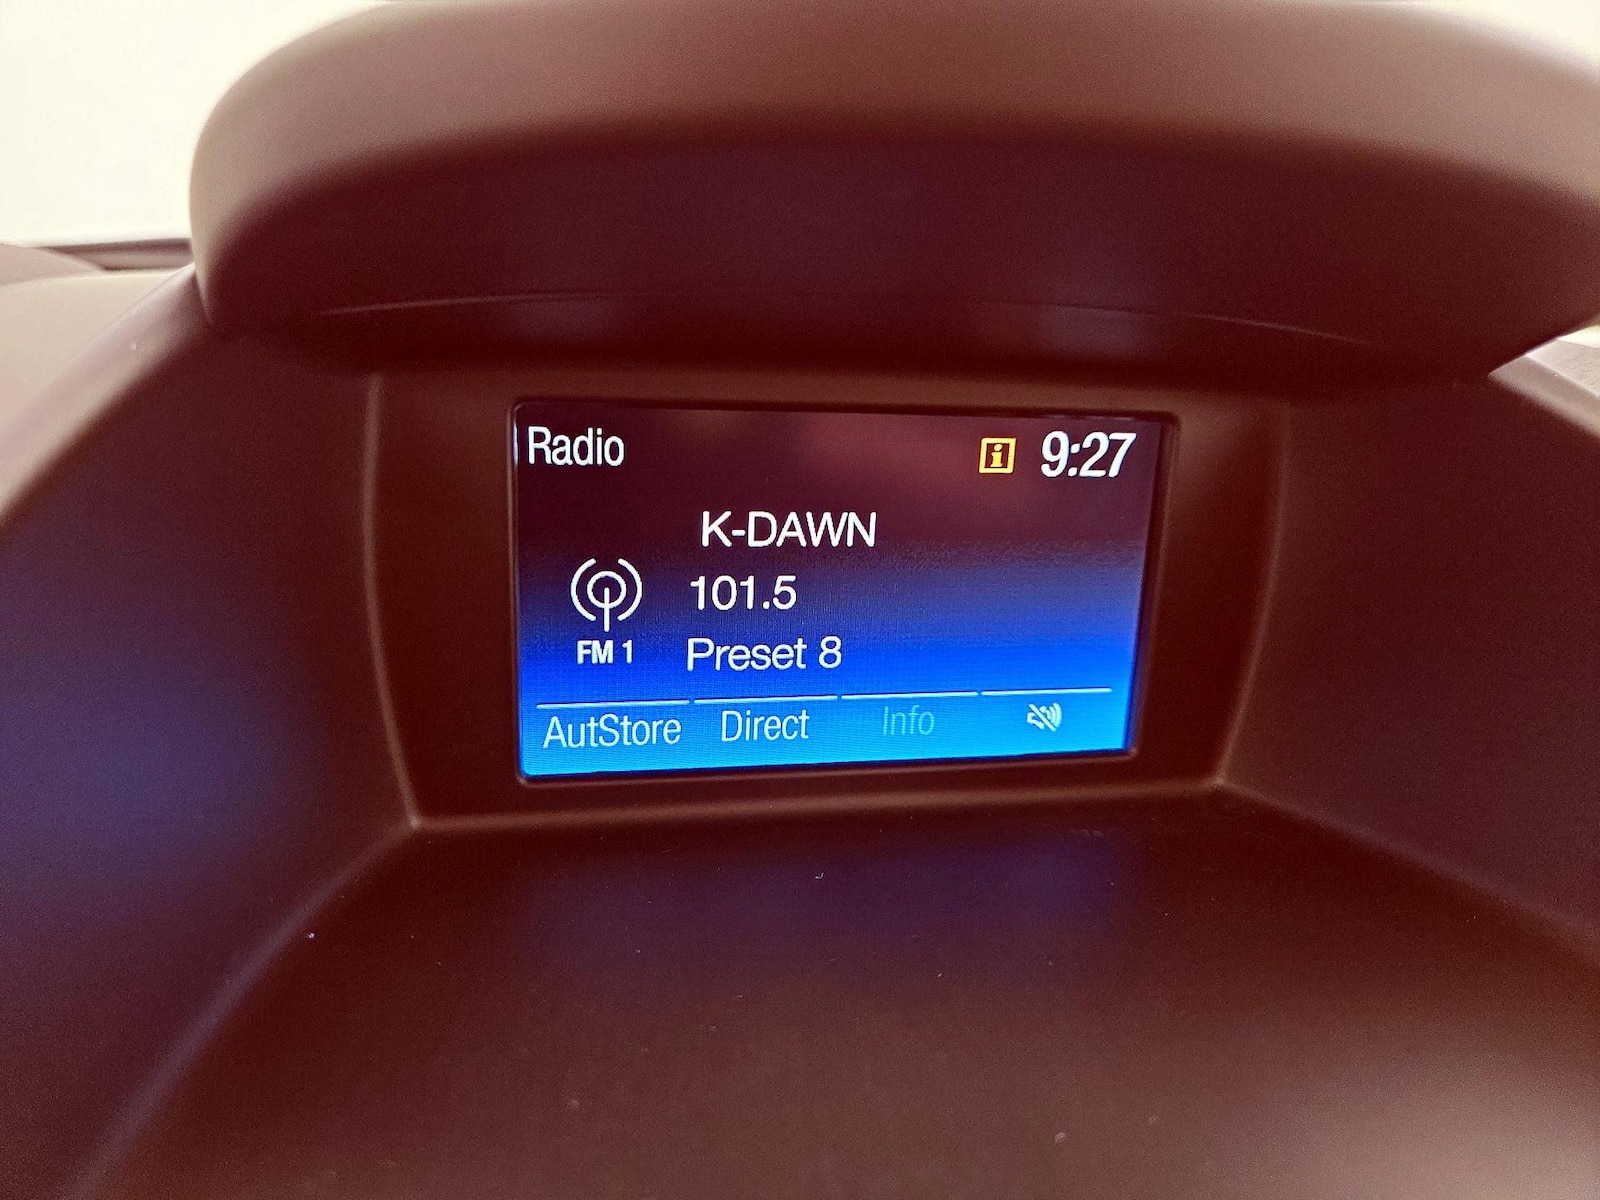 Radio
i 9:27
K-DAWN
101.5
FM 1
Preset 8
AutStore Direct Info